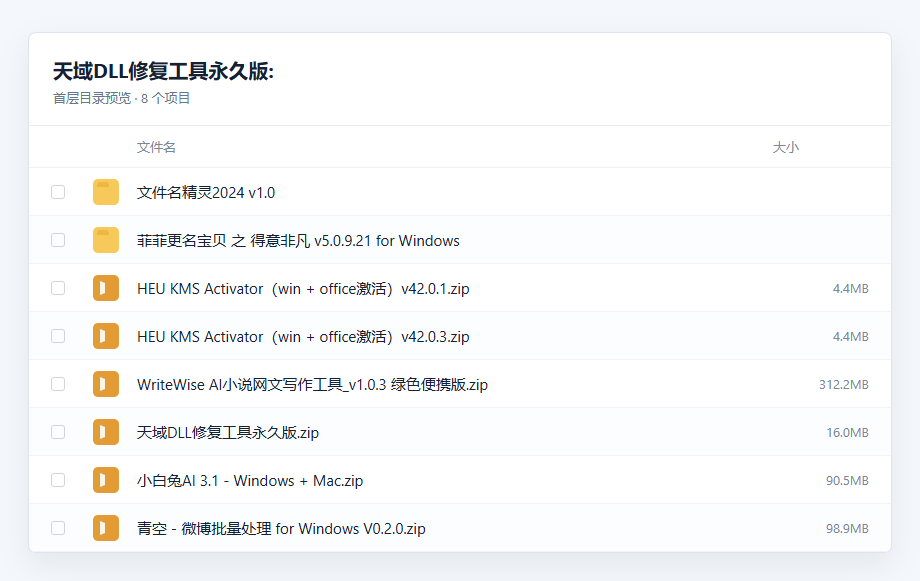 天域DLL修复工具永久版:
首层目录预览 · 8 个项目
文件名 大小
文件名精灵2024 v1.0
菲菲更名宝贝 之 得意非凡 v5.0.9.21 for Windows
HEU KMS Activator（win + office激活）v42.0.1.zip 4.4MB
HEU KMS Activator（win + office激活）v42.0.3.zip 4.4MB
WriteWise AI小说网文写作工具_v1.0.3 绿色便携版.zip 312.2MB
天域DLL修复工具永久版.zip 16.0MB
小白兔AI 3.1 - Windows + Mac.zip 90.5MB
青空 - 微博批量处理 for Windows V0.2.0.zip 98.9MB